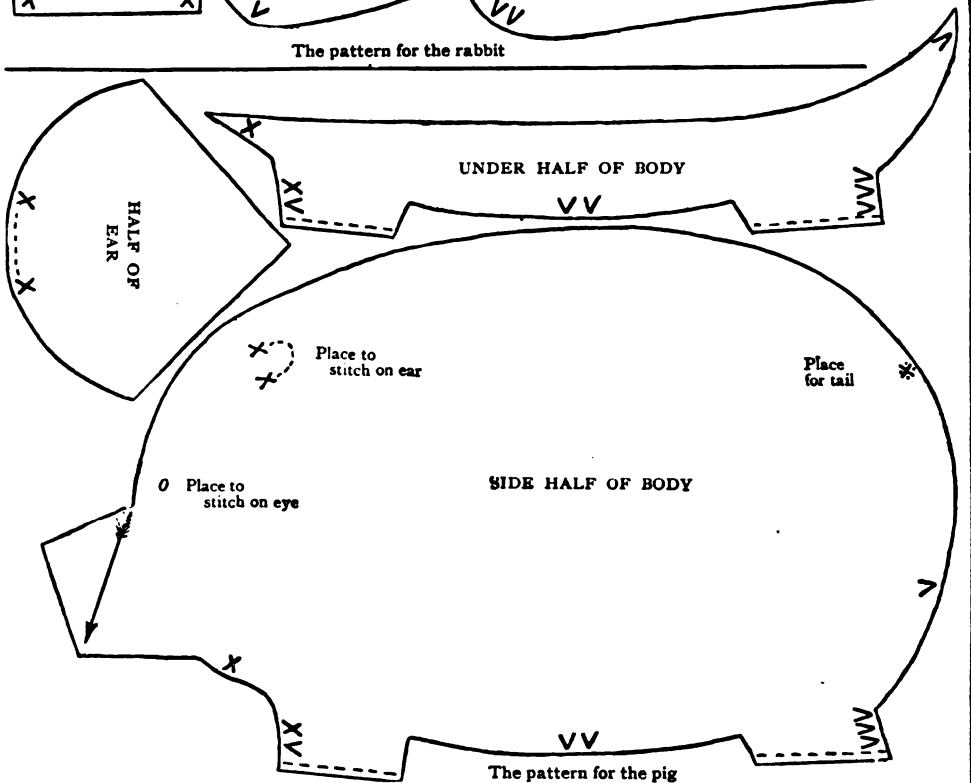 The pattern for the rabbit
UNDER HALF OF BODY
HALF OF
EAR
Place to
stitch on ear
Place
for tail
O Place to
stitch on eye
SIDE HALF OF BODY
The pattern for the pig